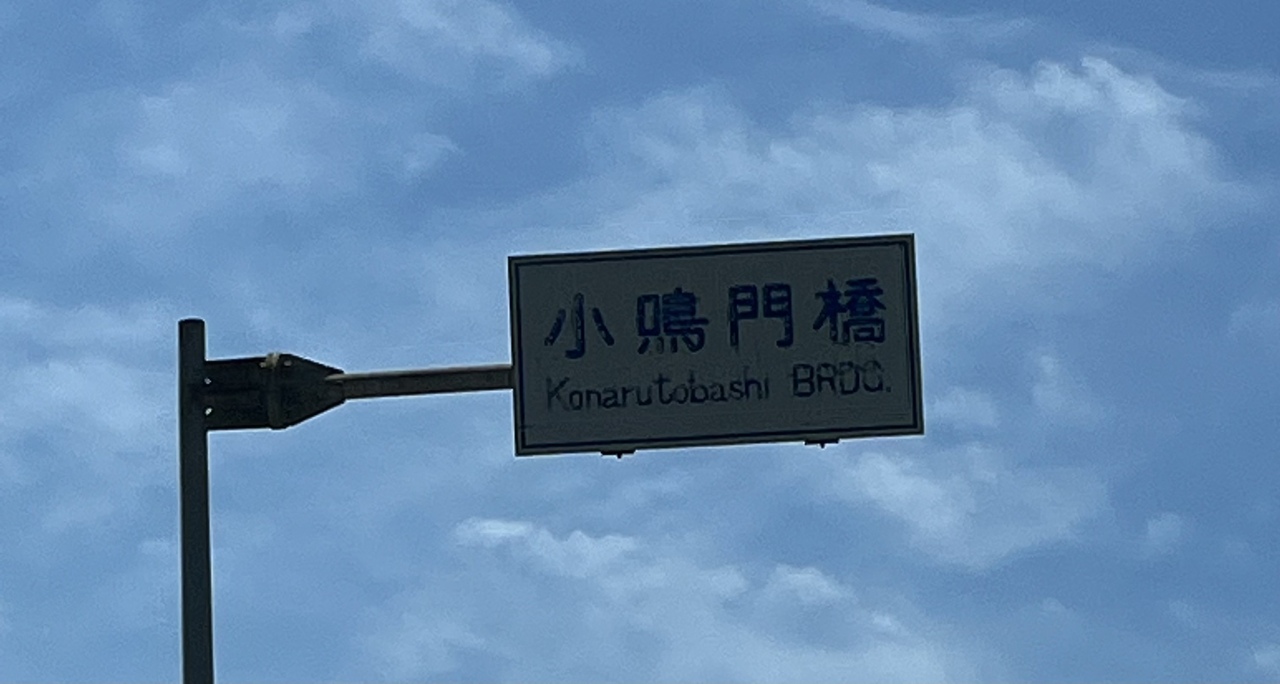 小鳴門橋
Konarutobashi BRDG.